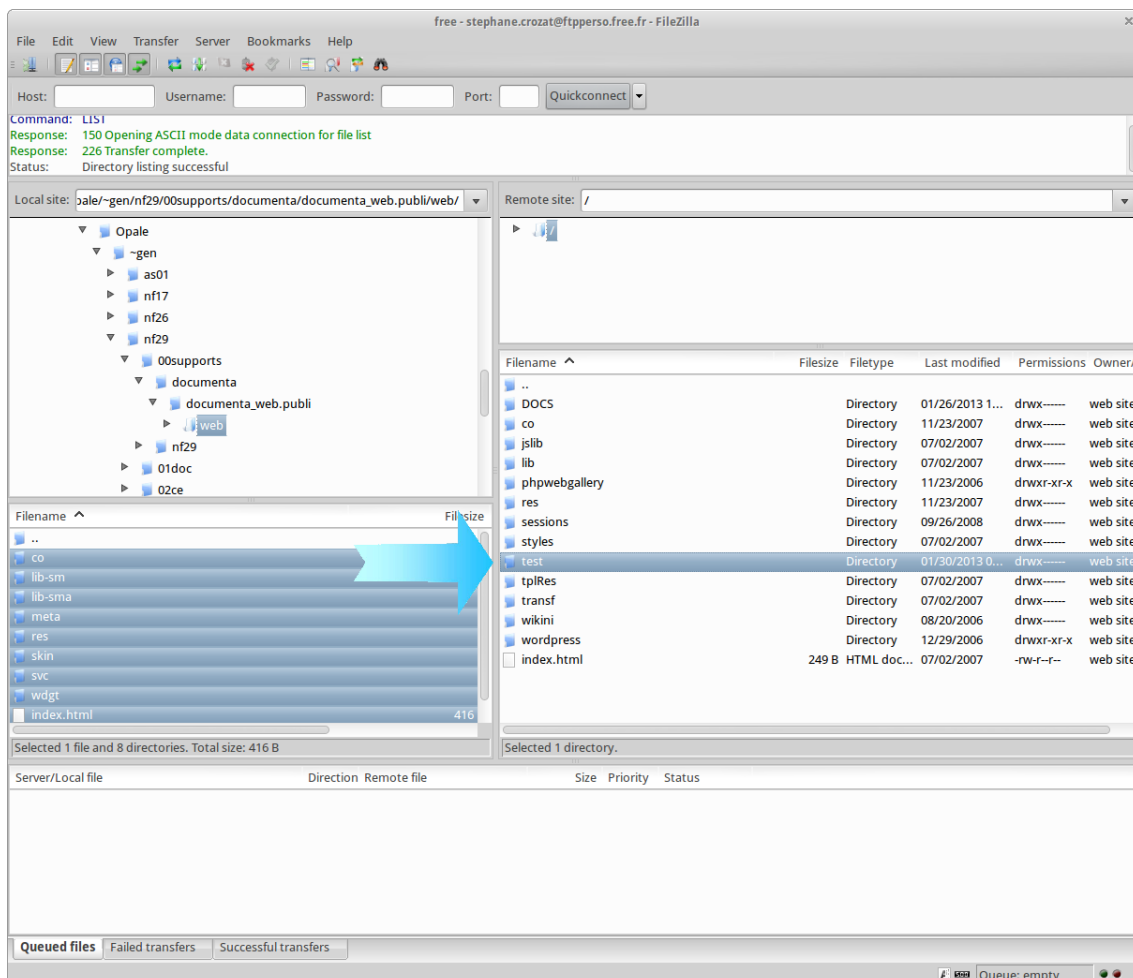 free - stephane.crozat@ftpperso.free.fr - FileZilla
File Edit View Transfer Server Bookmarks Help
Host: Username: Password: Port: Quickconnect
Command: LIST
Response: 150 Opening ASCII mode data connection for file list
Response: 226 Transfer complete.
Status: Directory listing successful
Local site: pale/~gen/nf29/00supports/documenta/documenta_web.publi/web/
Opale
~gen
as01
nf17
nf26
nf29
00supports
documenta
documenta_web.publi
web
nf29
01doc
02ce
Filename Filesize
..
co
lib-sm
lib-sma
meta
res
skin
svc
wdgt
index.html 416
Selected 1 file and 8 directories. Total size: 416 B
Remote site: /
/
Filename Filesize Filetype Last modified Permissions Owner/
..
DOCS Directory 01/26/2013 1... drwx------ web site
co Directory 11/23/2007 drwx------ web site
jslib Directory 07/02/2007 drwx------ web site
lib Directory 07/02/2007 drwx------ web site
phpwebgallery Directory 11/23/2006 drwxr-xr-x web site
res Directory 11/23/2007 drwx------ web site
sessions Directory 09/26/2008 drwx------ web site
styles Directory 07/02/2007 drwx------ web site
test Directory 01/30/2013 0... drwx------ web site
tplRes Directory 07/02/2007 drwx------ web site
transf Directory 07/02/2007 drwx------ web site
wikini Directory 08/20/2006 drwx------ web site
wordpress Directory 12/29/2006 drwxr-xr-x web site
index.html 249 B HTML doc... 07/02/2007 -rw-r--r-- web site
Selected 1 directory.
Server/Local file Direction Remote file Size Priority Status
Queued files Failed transfers Successful transfers
Queue: empty